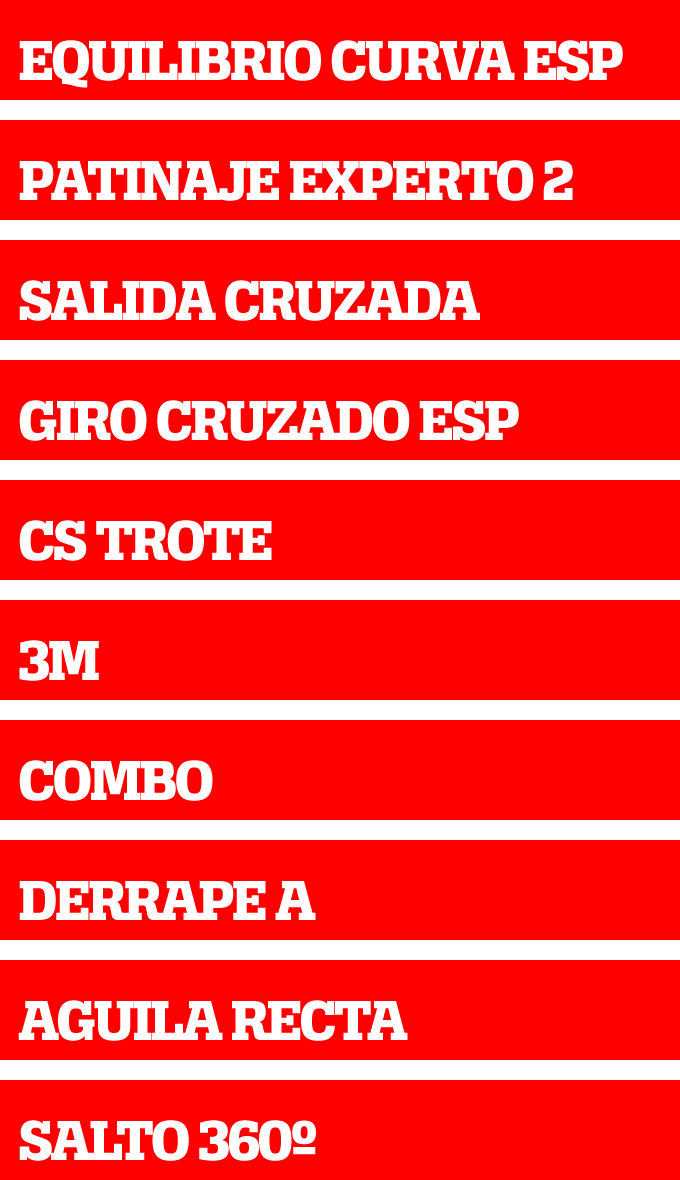 EQUILIBRIO CURVA ESP
PATINAJE EXPERTO 2
SALIDA CRUZADA
GIRO CRUZADO ESP
CS TROTE
3M
COMBO
DERRAPE A
AGUILA RECTA
SALTO 360º